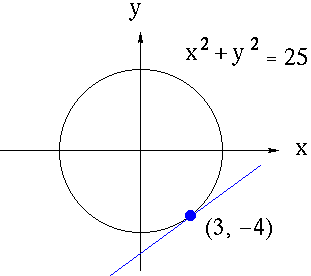 y
x² + y² = 25
x
(3, −4)